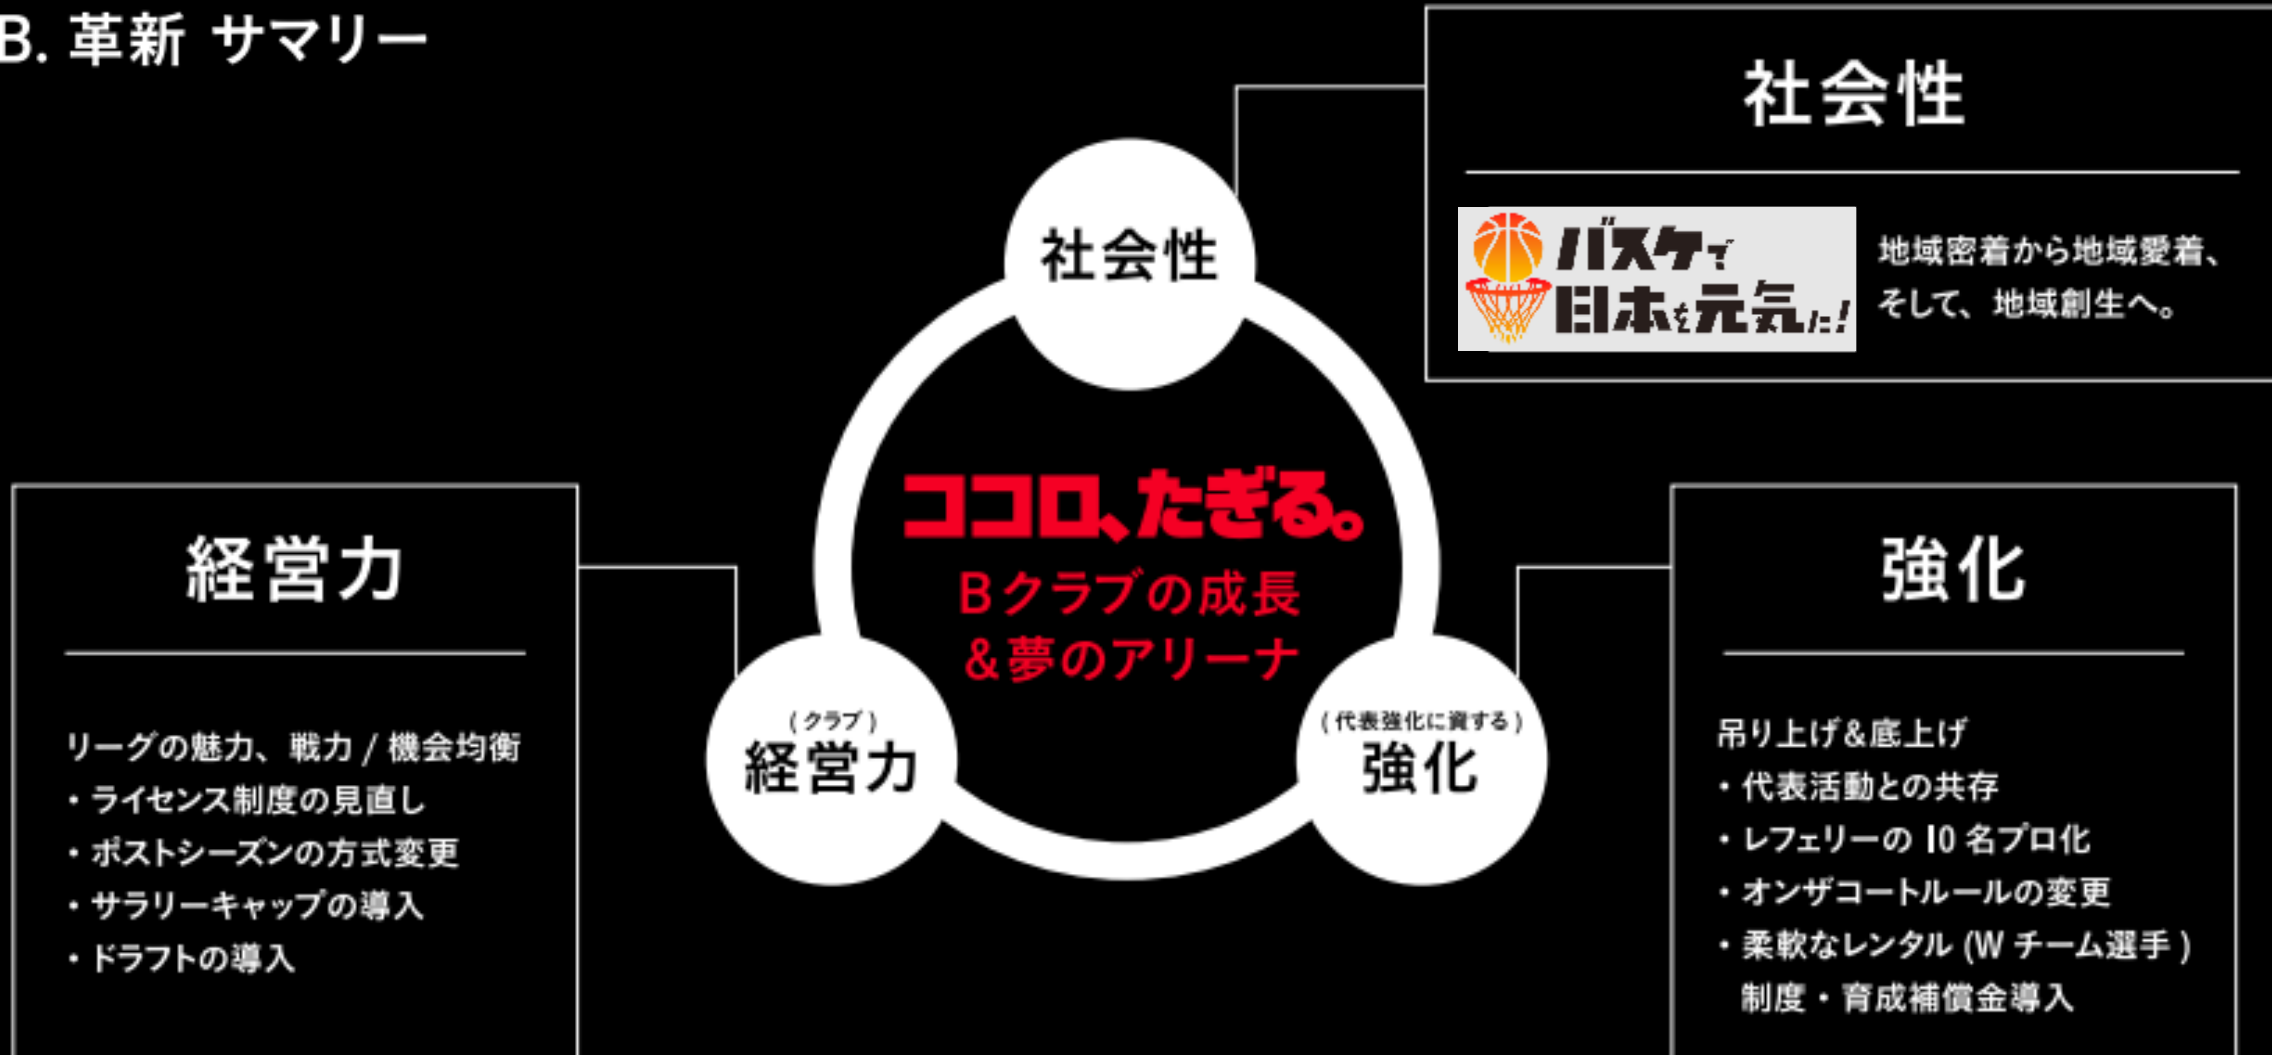 B. 革新 サマリー
社会性
バスケで
日本を元気に!
地域密着から地域愛着、
そして、地域創生へ。
社会性
ココロ、たぎる。
Bクラブの成長
&夢のアリーナ
(クラブ)
経営力
(代表強化に資する)
強化
経営力
リーグの魅力、戦力/機会均衡
・ライセンス制度の見直し
・ポストシーズンの方式変更
・サラリーキャップの導入
・ドラフトの導入
強化
吊り上げ&底上げ
・代表活動との共存
・レフェリーの10名プロ化
・オンザコートルールの変更
・柔軟なレンタル(Wチーム選手)
制度・育成補償金導入